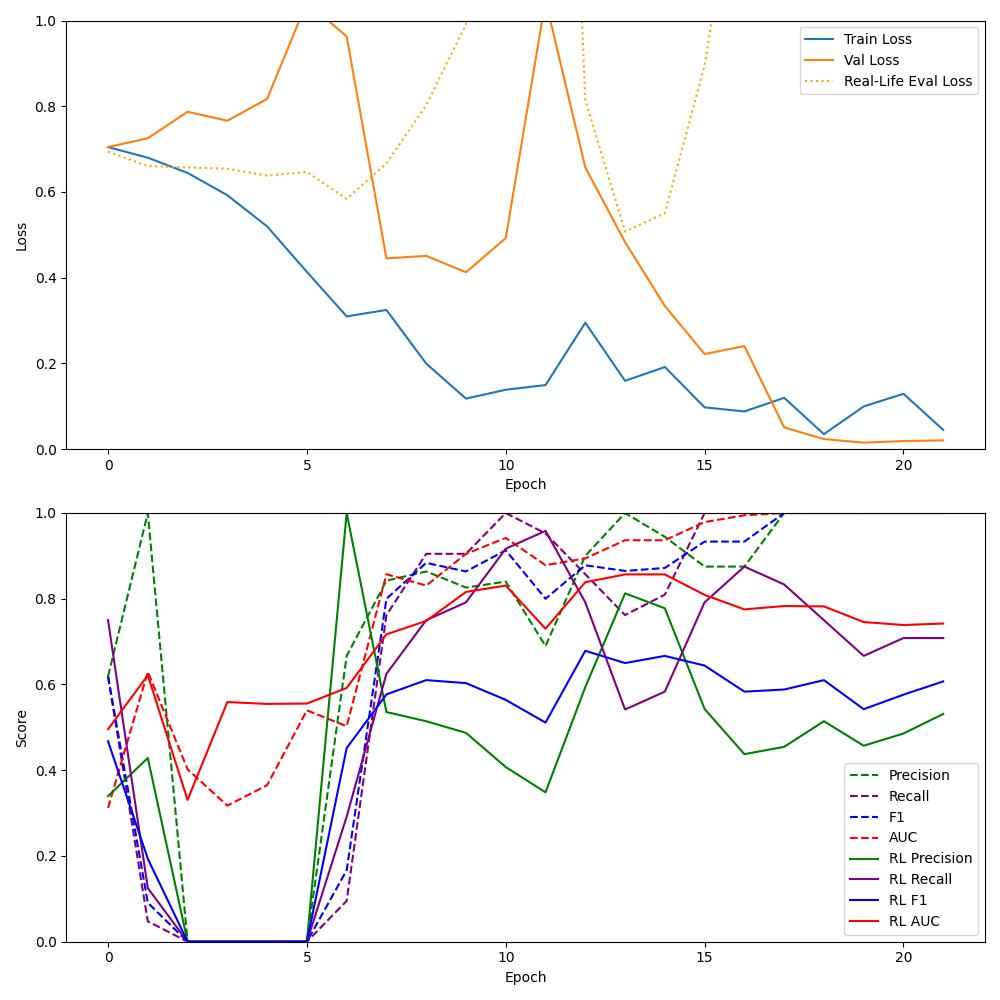 1.0
0.8
0.6
0.4
0.2
0.0
Loss
Train Loss
Val Loss
Real-Life Eval Loss
0 5 10 15 20
Epoch
1.0
0.8
0.6
0.4
0.2
0.0
Score
Precision
Recall
F1
AUC
RL Precision
RL Recall
RL F1
RL AUC
0 5 10 15 20
Epoch